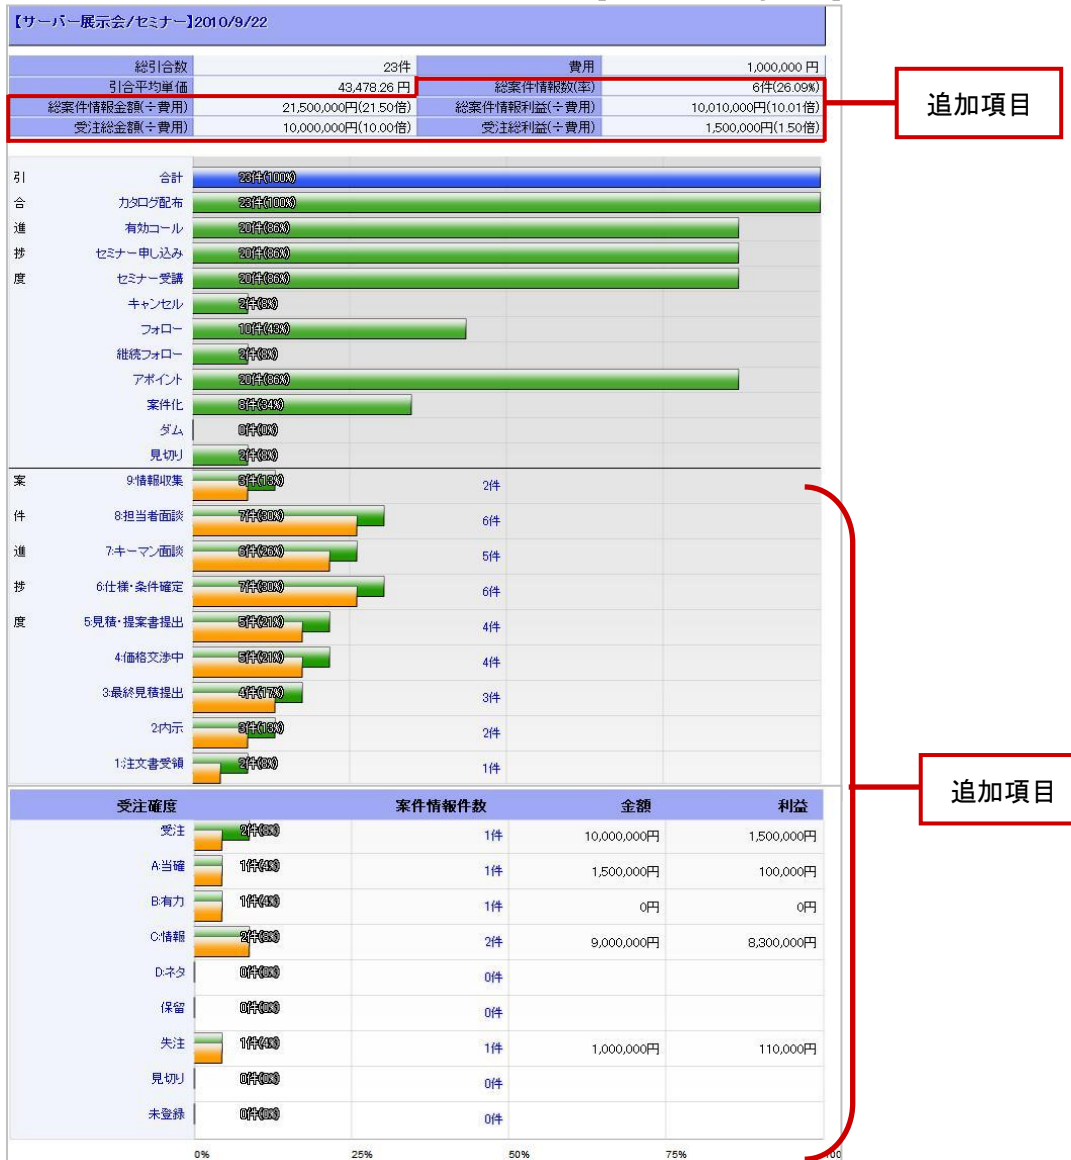 【サーバー展示会/セミナー】2010/9/22
総引合数 23件 費用 1,000,000 円
引合平均単価 43,478.26 円 総案件情報数(率) 6件(26.09%)
総案件情報金額(÷費用) 21,500,000円(21.50倍) 総案件情報利益(÷費用) 10,010,000円(10.01倍)
受注総金額(÷費用) 10,000,000円(10.00倍) 受注総利益(÷費用) 1,500,000円(1.50倍)
追加項目
引 合計 23件(100%)
合 カタログ配布 23件(100%)
進 有効コール 20件(86%)
捗 セミナー申し込み 20件(86%)
度 セミナー受講 20件(86%)
キャンセル 2件(8%)
フォロー 10件(43%)
継続フォロー 2件(8%)
アポイント 20件(86%)
案件化 8件(34%)
ダム 0件(0%)
見切り 2件(8%)
案 9:情報収集 3件(13%) 2件
件 8:担当者面談 7件(30%) 6件
進 7:キーマン面談 6件(26%) 5件
捗 6:仕様・条件確定 7件(30%) 6件
度 5:見積・提案書提出 5件(21%) 4件
4:価格交渉中 5件(21%) 4件
3:最終見積提出 4件(17%) 3件
2:内示 3件(13%) 2件
1:注文書受領 2件(8%) 1件
追加項目
受注確度 案件情報件数 金額 利益
受注 2件(8%) 1件 10,000,000円 1,500,000円
A:当確 1件(4%) 1件 1,500,000円 100,000円
B:有力 1件(4%) 1件 0円 0円
C:情報 2件(8%) 2件 9,000,000円 8,300,000円
D:ネタ 0件(0%) 0件
保留 0件(0%) 0件
失注 1件(4%) 1件 1,000,000円 110,000円
見切り 0件(0%) 0件
未登録 0件(0%) 0件
0% 25% 50% 75% 100